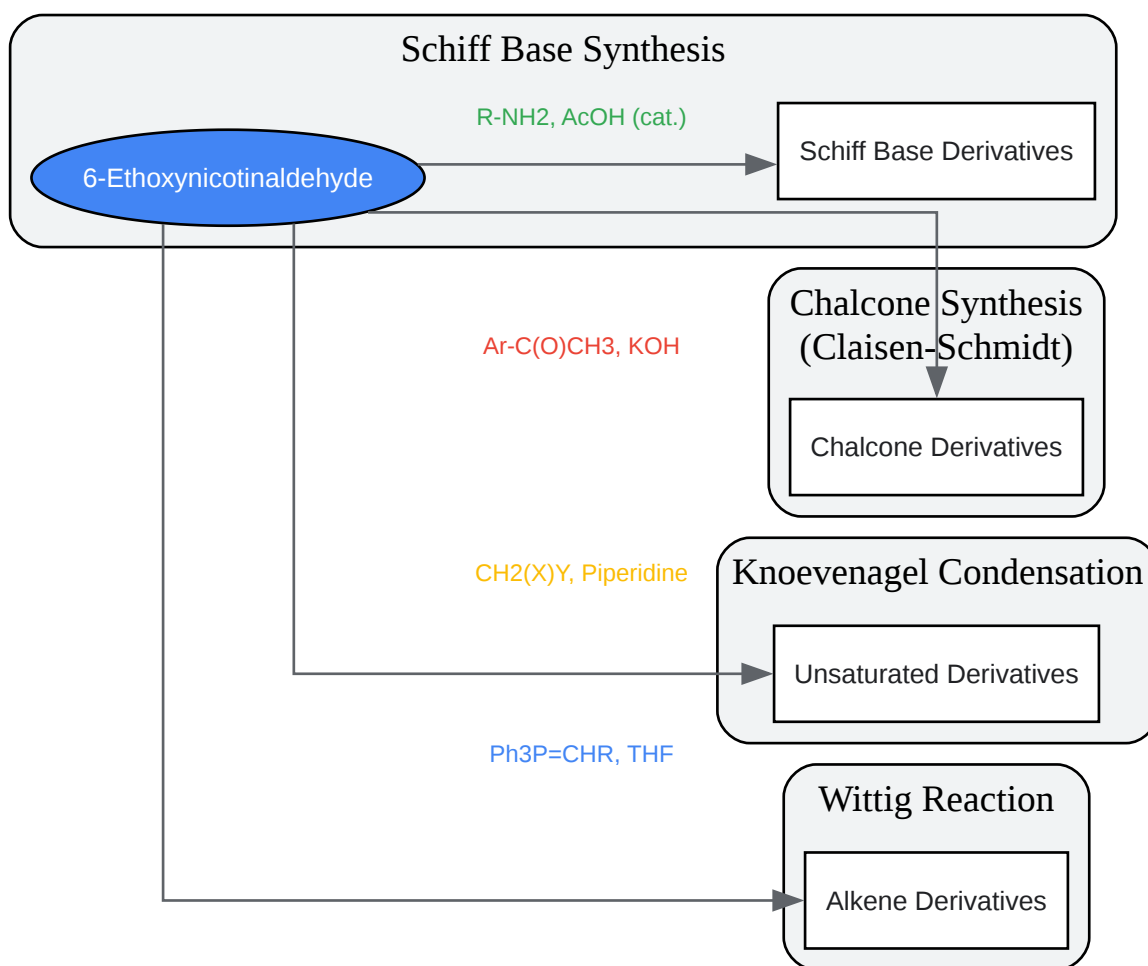 Schiff Base Synthesis
R-NH2, AcOH (cat.)
6-Ethoxynicotinaldehyde
Schiff Base Derivatives
Chalcone Synthesis
(Claisen-Schmidt)
Ar-C(O)CH3, KOH
Chalcone Derivatives
Knoevenagel Condensation
CH2(X)Y, Piperidine
Unsaturated Derivatives
Ph3P=CHR, THF
Wittig Reaction
Alkene Derivatives